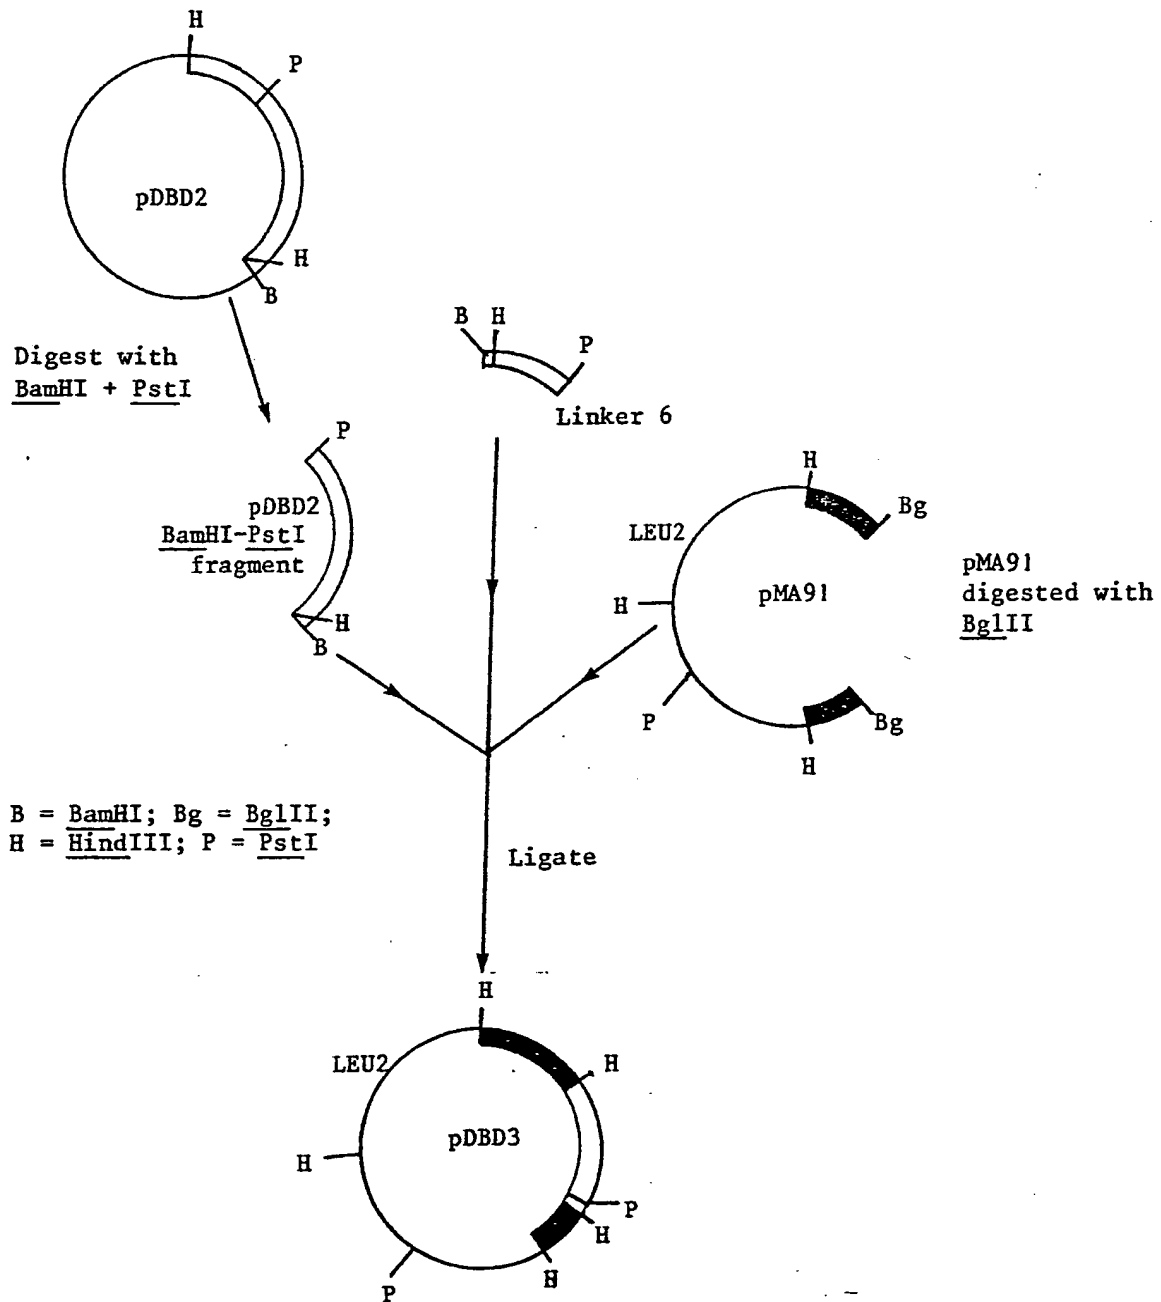 H
P
pDBD2
H
B
Digest with
BamHI + PstI
B H
P
Linker 6
P
pDBD2
BamHI-PstI
fragment
H
B
H
Bg
LEU2
pMA91
H
P
Bg
H
pMA91
digested with
BglII
B = BamHI; Bg = BglII;
H = HindIII; P = PstI
Ligate
H
LEU2
H
pDBD3
H
P
H
H
P